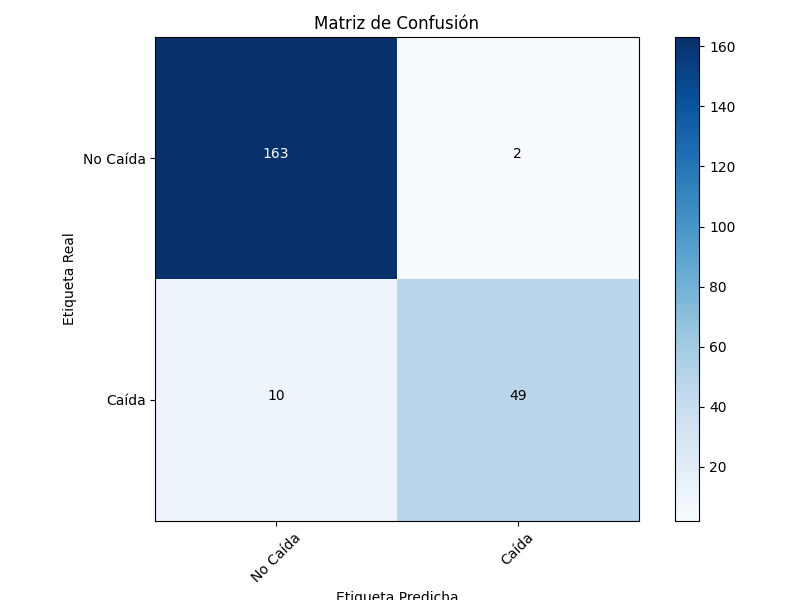 Matriz de Confusión
No Caída
163
2
Etiqueta Real
Caída
10
49
No Caída
Caída
Etiqueta Predicha
160
140
120
100
80
60
40
20